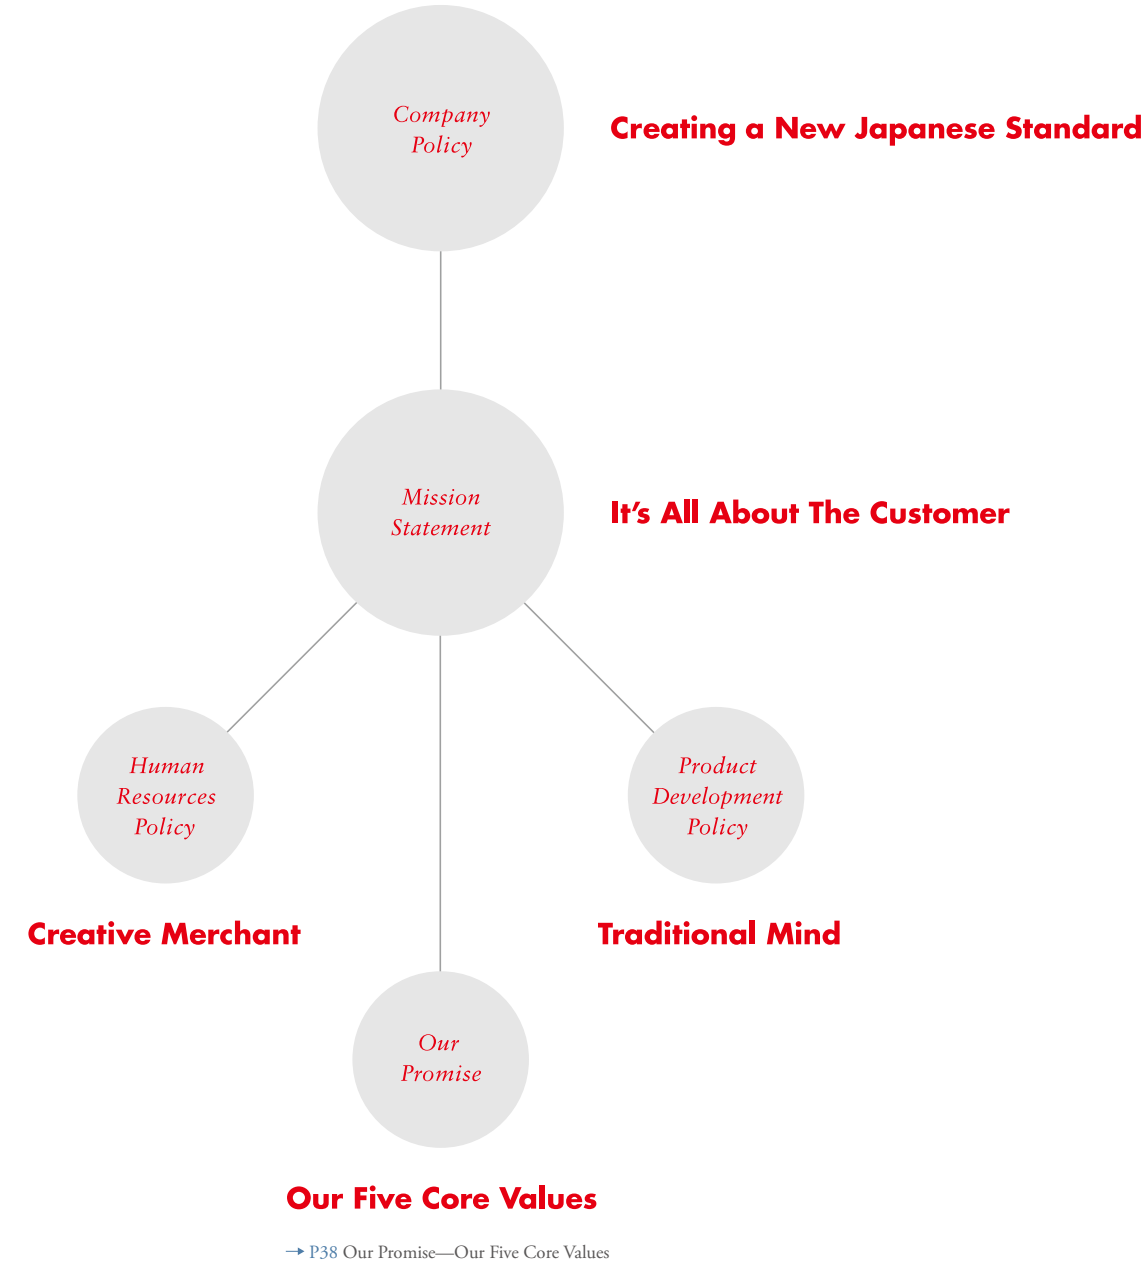 Company
Policy
Creating a New Japanese Standard
Mission
Statement
It's All About The Customer
Human
Resources
Policy
Creative Merchant
Product
Development
Policy
Traditional Mind
Our
Promise
Our Five Core Values
→ P38 Our Promise—Our Five Core Values